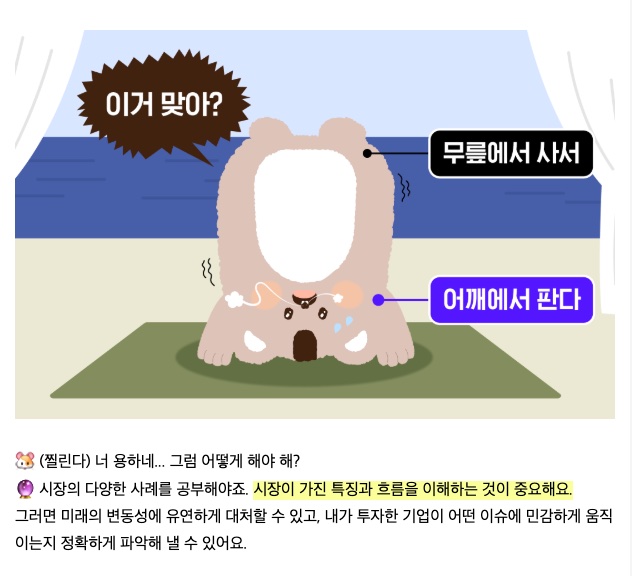 이거 맞아?
무릎에서 사서
어깨에서 판다
🐹 (찔린다) 너 용하네... 그럼 어떻게 해야 해?
🔮 시장의 다양한 사례를 공부해야죠. 시장이 가진 특징과 흐름을 이해하는 것이 중요해요.
그러면 미래의 변동성에 유연하게 대처할 수 있고, 내가 투자한 기업이 어떤 이슈에 민감하게 움직
이는지 정확하게 파악해 낼 수 있어요.